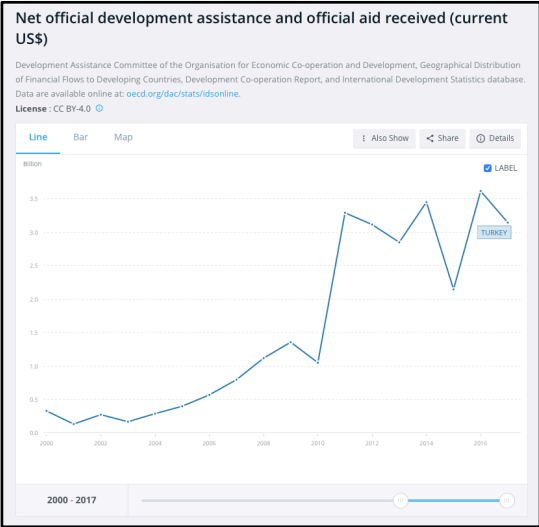 Net official development assistance and official aid received (current
US$)
Development Assistance Committee of the Organisation for Economic Co-operation and Development, Geographical Distribution
of Financial Flows to Developing Countries, Development Co-operation Report, and International Development Statistics database.
Data are available online at: oecd.org/dac/stats/idsonline.
License : CC BY-4.0
Line Bar Map Also Show Share Details
Billion
LABEL
3.5
3.0
TURKEY
2.5
2.0
1.5
1.0
0.5
0.0
2000 2002 2004 2006 2008 2010 2012 2014 2016
2000 - 2017